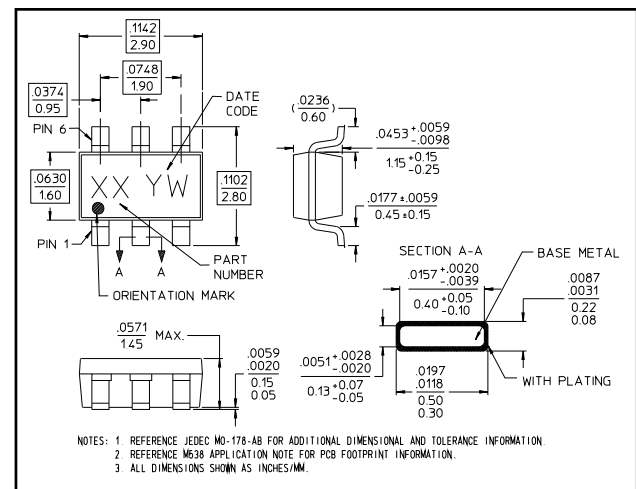 .1142
2.90
.0748
1.90
.0374
0.95
DATE
CODE
PIN 6
.0630
1.60
XX YW
.1102
2.80
PIN 1
A A
PART
NUMBER
ORIENTATION MARK
(.0236
0.60)
.0453 +.0059
-.0098
1.15 +0.15
-0.25
.0177 ±.0059
0.45 ±0.15
SECTION A-A
BASE METAL
.0157 +.0020
-.0039
0.40 +0.05
-0.10
.0087
.0031
0.22
0.08
.0571
1.45 MAX.
.0059
.0020
0.15
0.05
.0051 +.0028
-.0020
0.13 +0.07
-0.05
.0197
.0118
0.50
0.30
WITH PLATING
NOTES: 1. REFERENCE JEDEC MO-178-AB FOR ADDITIONAL DIMENSIONAL AND TOLERANCE INFORMATION.
2. REFERENCE M538 APPLICATION NOTE FOR PCB FOOTPRINT INFORMATION.
3. ALL DIMENSIONS SHOWN AS INCHES/MM.